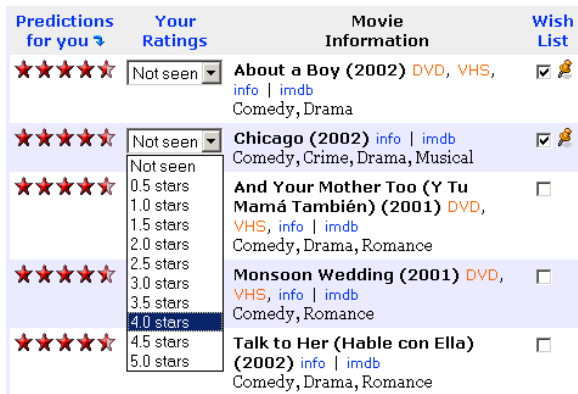 Predictions for you
Your Ratings
Movie Information
Wish List
Not seen
About a Boy (2002) DVD, VHS,
info | imdb
Comedy, Drama
Not seen
Chicago (2002) info | imdb
Comedy, Crime, Drama, Musical
Not seen
0.5 stars
1.0 stars
1.5 stars
2.0 stars
2.5 stars
3.0 stars
3.5 stars
4.0 stars
4.5 stars
5.0 stars
And Your Mother Too (Y Tu
Mamá También) (2001) DVD,
VHS, info | imdb
Comedy, Drama, Romance
Monsoon Wedding (2001) DVD,
VHS, info | imdb
Comedy, Romance
Talk to Her (Hable con Ella)
(2002) info | imdb
Comedy, Drama, Romance